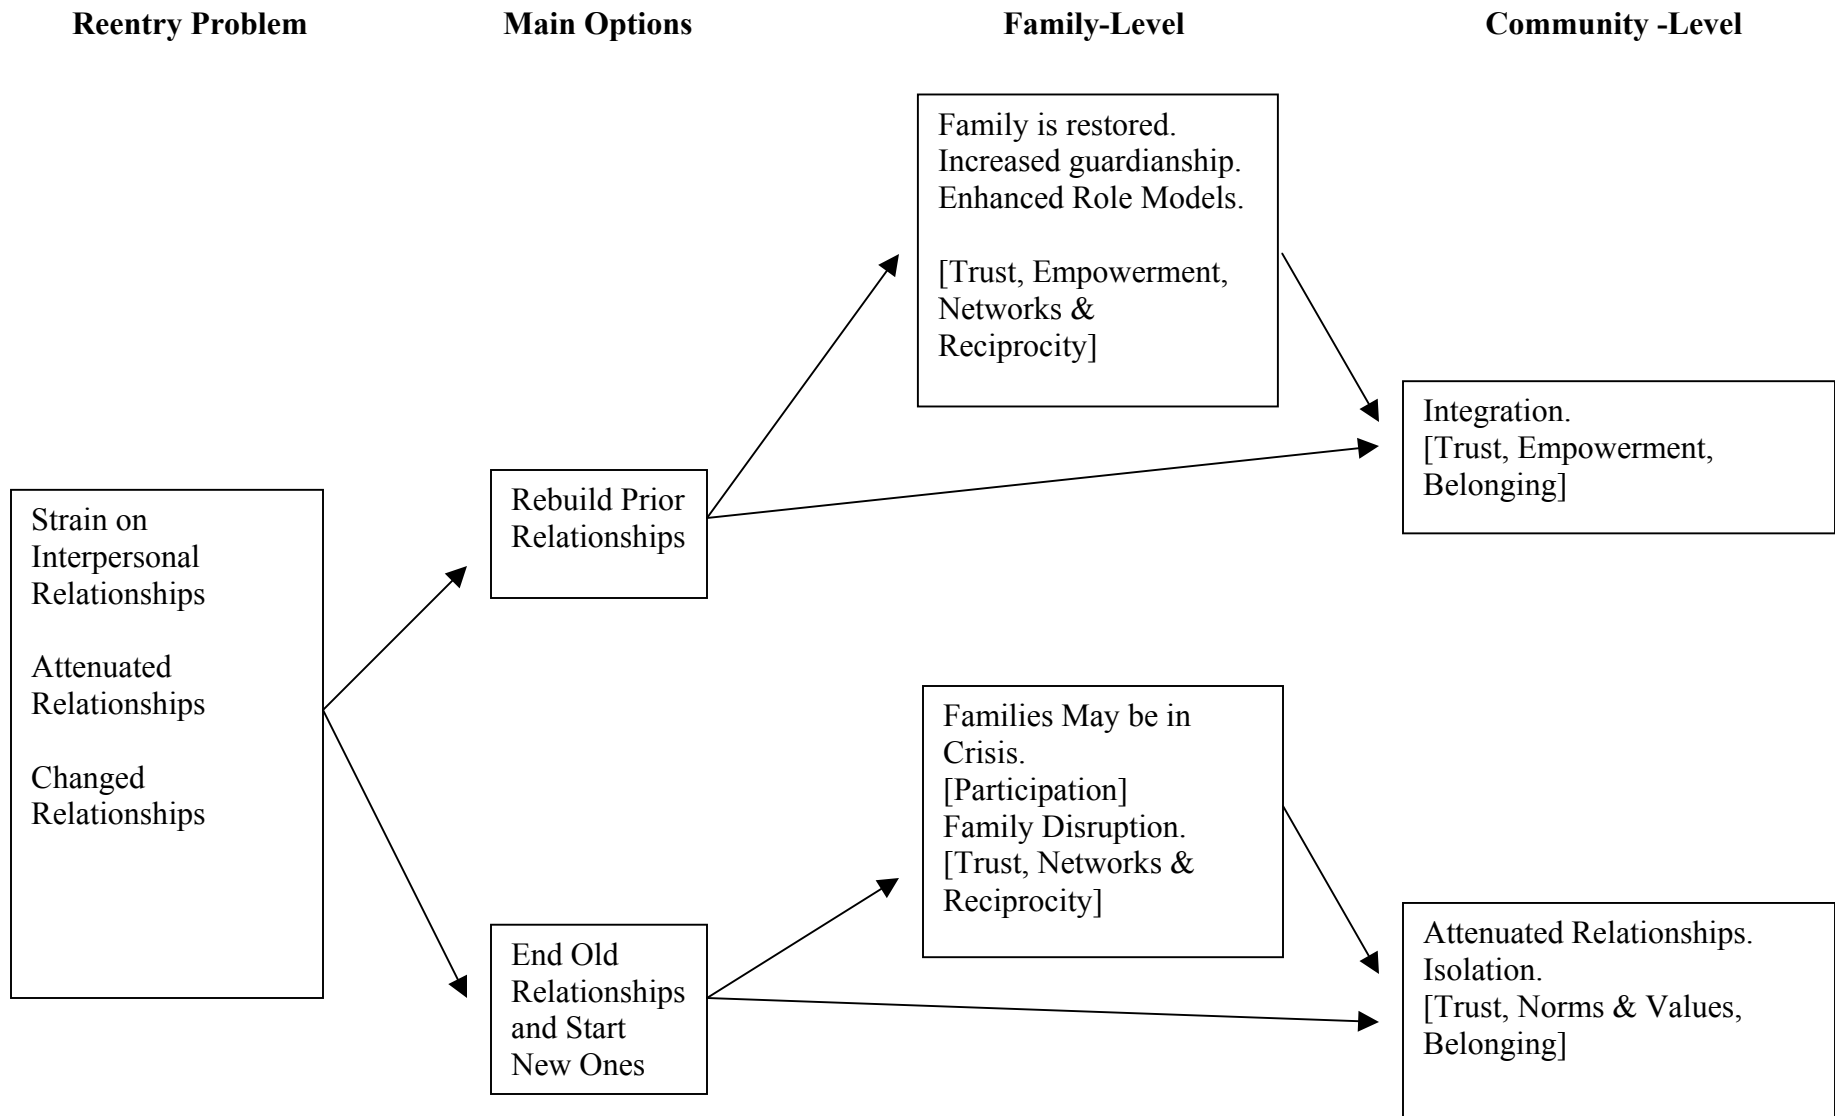 Reentry Problem
Main Options
Family-Level
Community -Level
Strain on
Interpersonal
Relationships
Attenuated
Relationships
Changed
Relationships
Rebuild Prior
Relationships
End Old
Relationships
and Start
New Ones
Family is restored.
Increased guardianship.
Enhanced Role Models.
[Trust, Empowerment,
Networks &
Reciprocity]
Families May be in
Crisis.
[Participation]
Family Disruption.
[Trust, Networks &
Reciprocity]
Integration.
[Trust, Empowerment,
Belonging]
Attenuated Relationships.
Isolation.
[Trust, Norms & Values,
Belonging]